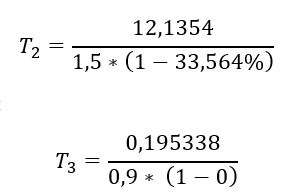 T₂ = 12,1354 / 1,5 * (1 − 33,564%)
:
T₃ = 0,195338 / 0,9 * (1 − 0)